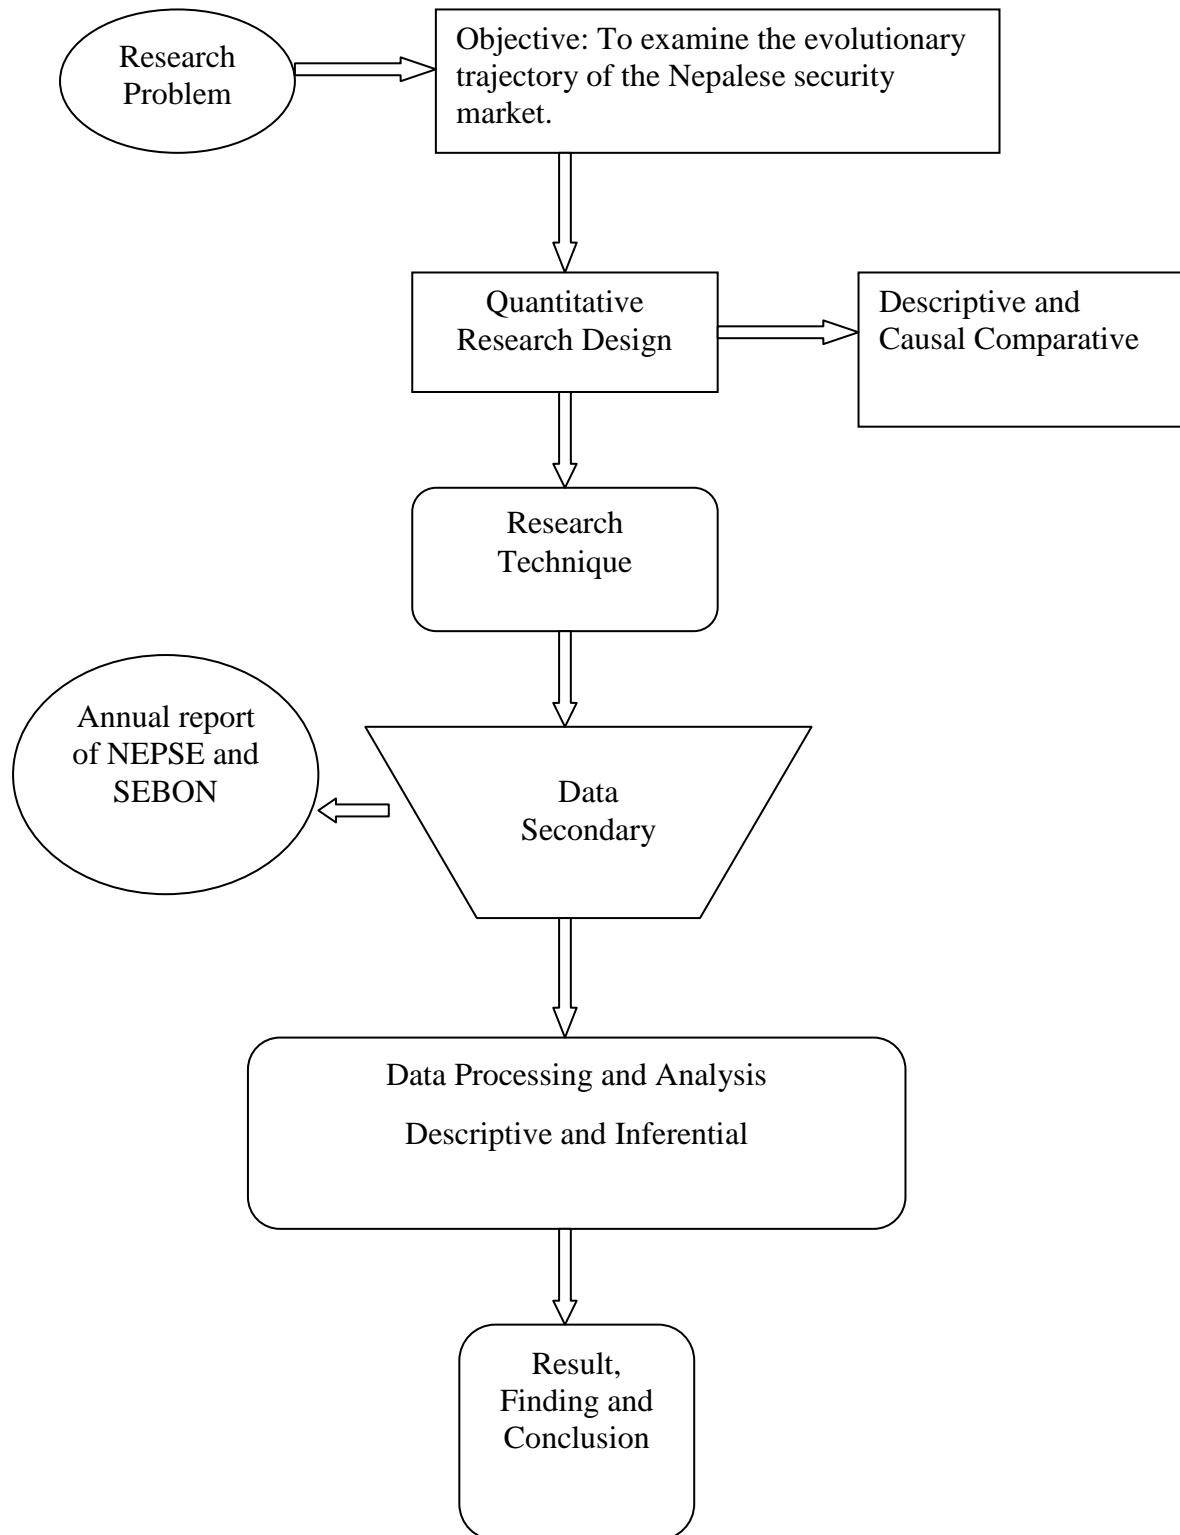 Research
Problem
Objective: To examine the evolutionary
trajectory of the Nepalese security
market.
Quantitative
Research Design
Descriptive and
Causal Comparative
Research
Technique
Annual report
of NEPSE and
SEBON
Data
Secondary
Data Processing and Analysis
Descriptive and Inferential
Result,
Finding and
Conclusion